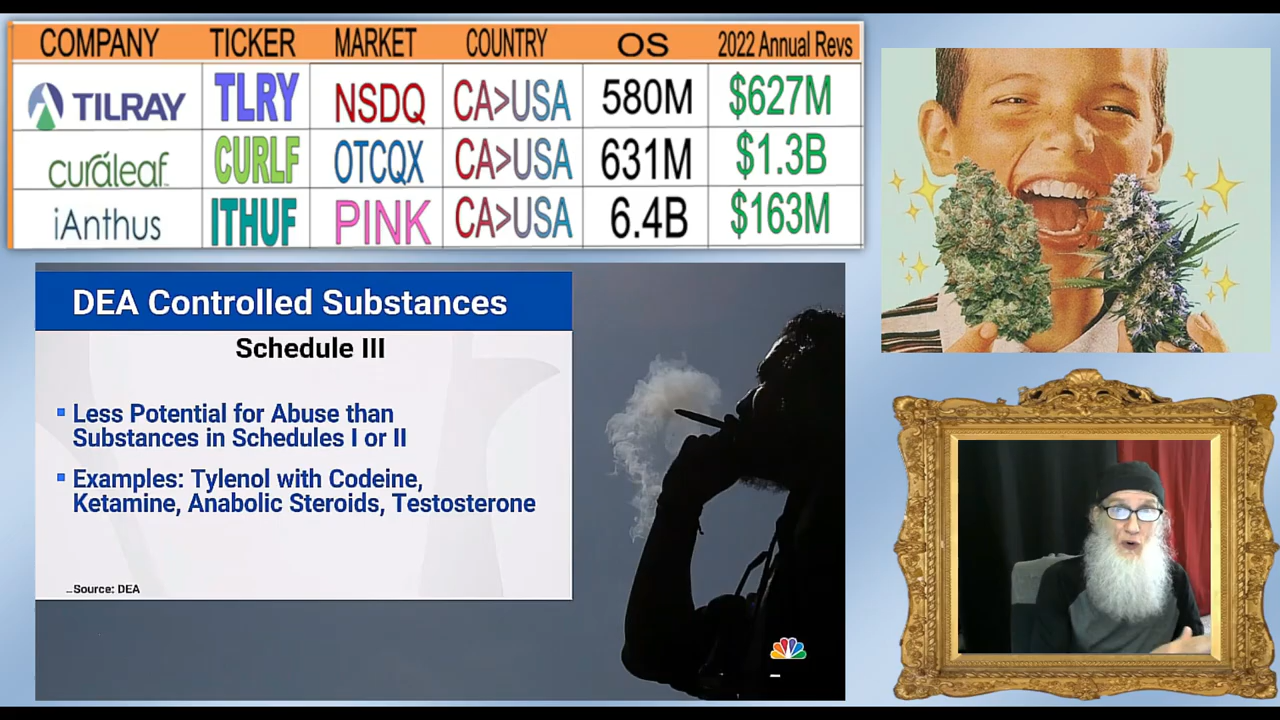 COMPANY TICKER MARKET COUNTRY OS 2022 Annual Revs
TILRAY TLRY NSDQ CA>USA 580M $627M
curaleaf CURLF OTCQX CA>USA 631M $1.3B
iAnthus ITHUF PINK CA>USA 6.4B $163M
DEA Controlled Substances
Schedule III
Less Potential for Abuse than
Substances in Schedules I or II
Examples: Tylenol with Codeine,
Ketamine, Anabolic Steroids, Testosterone
Source: DEA